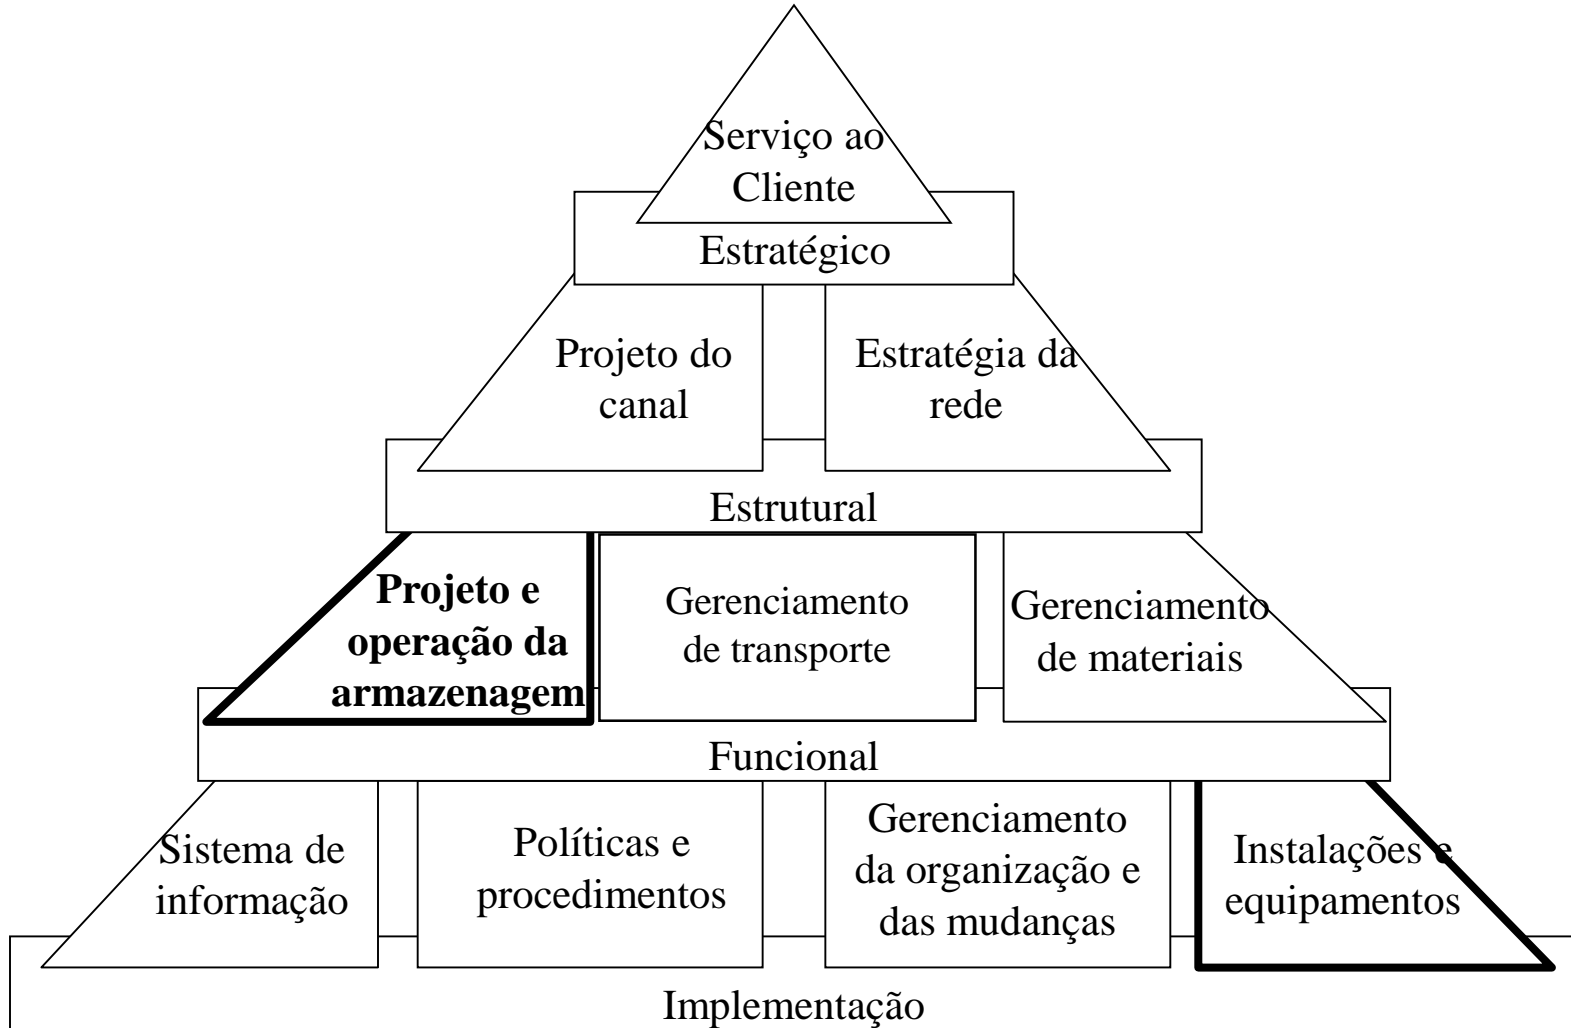 Serviço ao
Cliente
Estratégico
Projeto do
canal
Estratégia da
rede
Estrutural
Projeto e
operação da
armazenagem
Gerenciamento
de transporte
Gerenciamento
de materiais
Funcional
Sistema de
informação
Políticas e
procedimentos
Gerenciamento
da organização e
das mudanças
Instalações e
equipamentos
Implementação